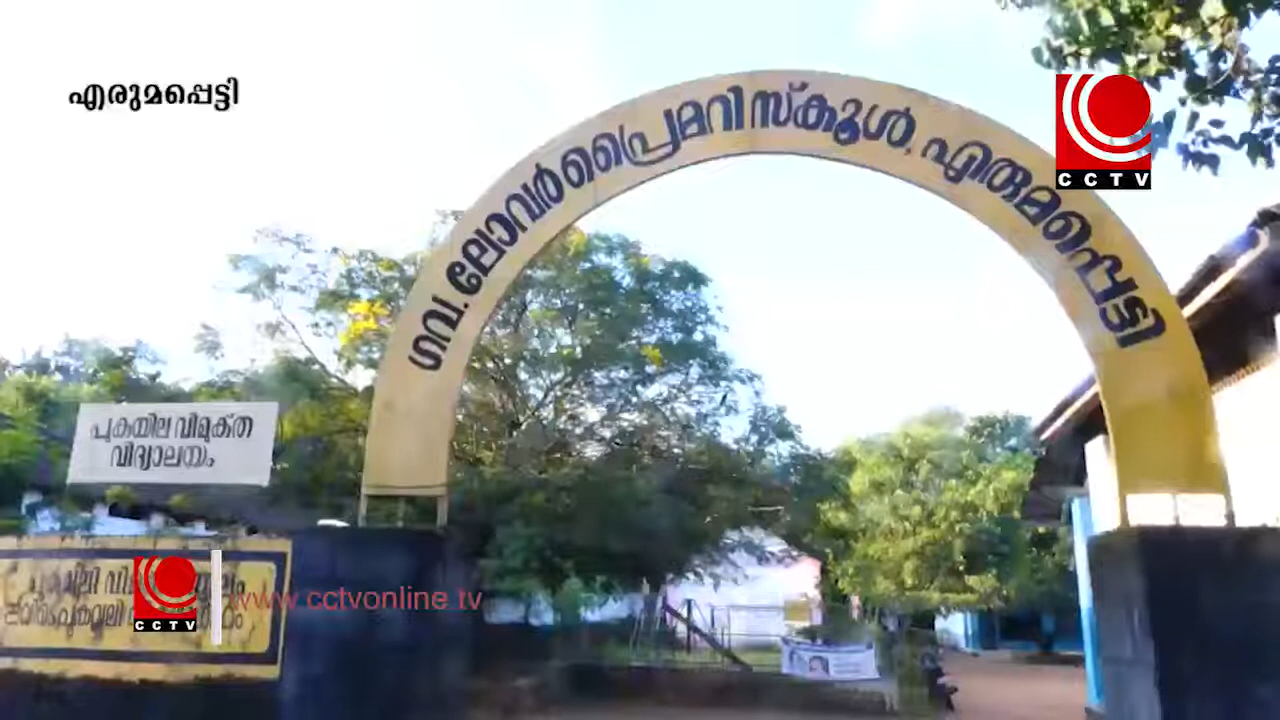 എരുമപ്പെട്ടി
CCTV
ഗവ. ലോവർ പ്രൈമറി സ്കൂൾ, എരുമപ്പെട്ടി
പുകയില വിമുക്ത
വിദ്യാലയം
CCTV
www.cctvonline.tv